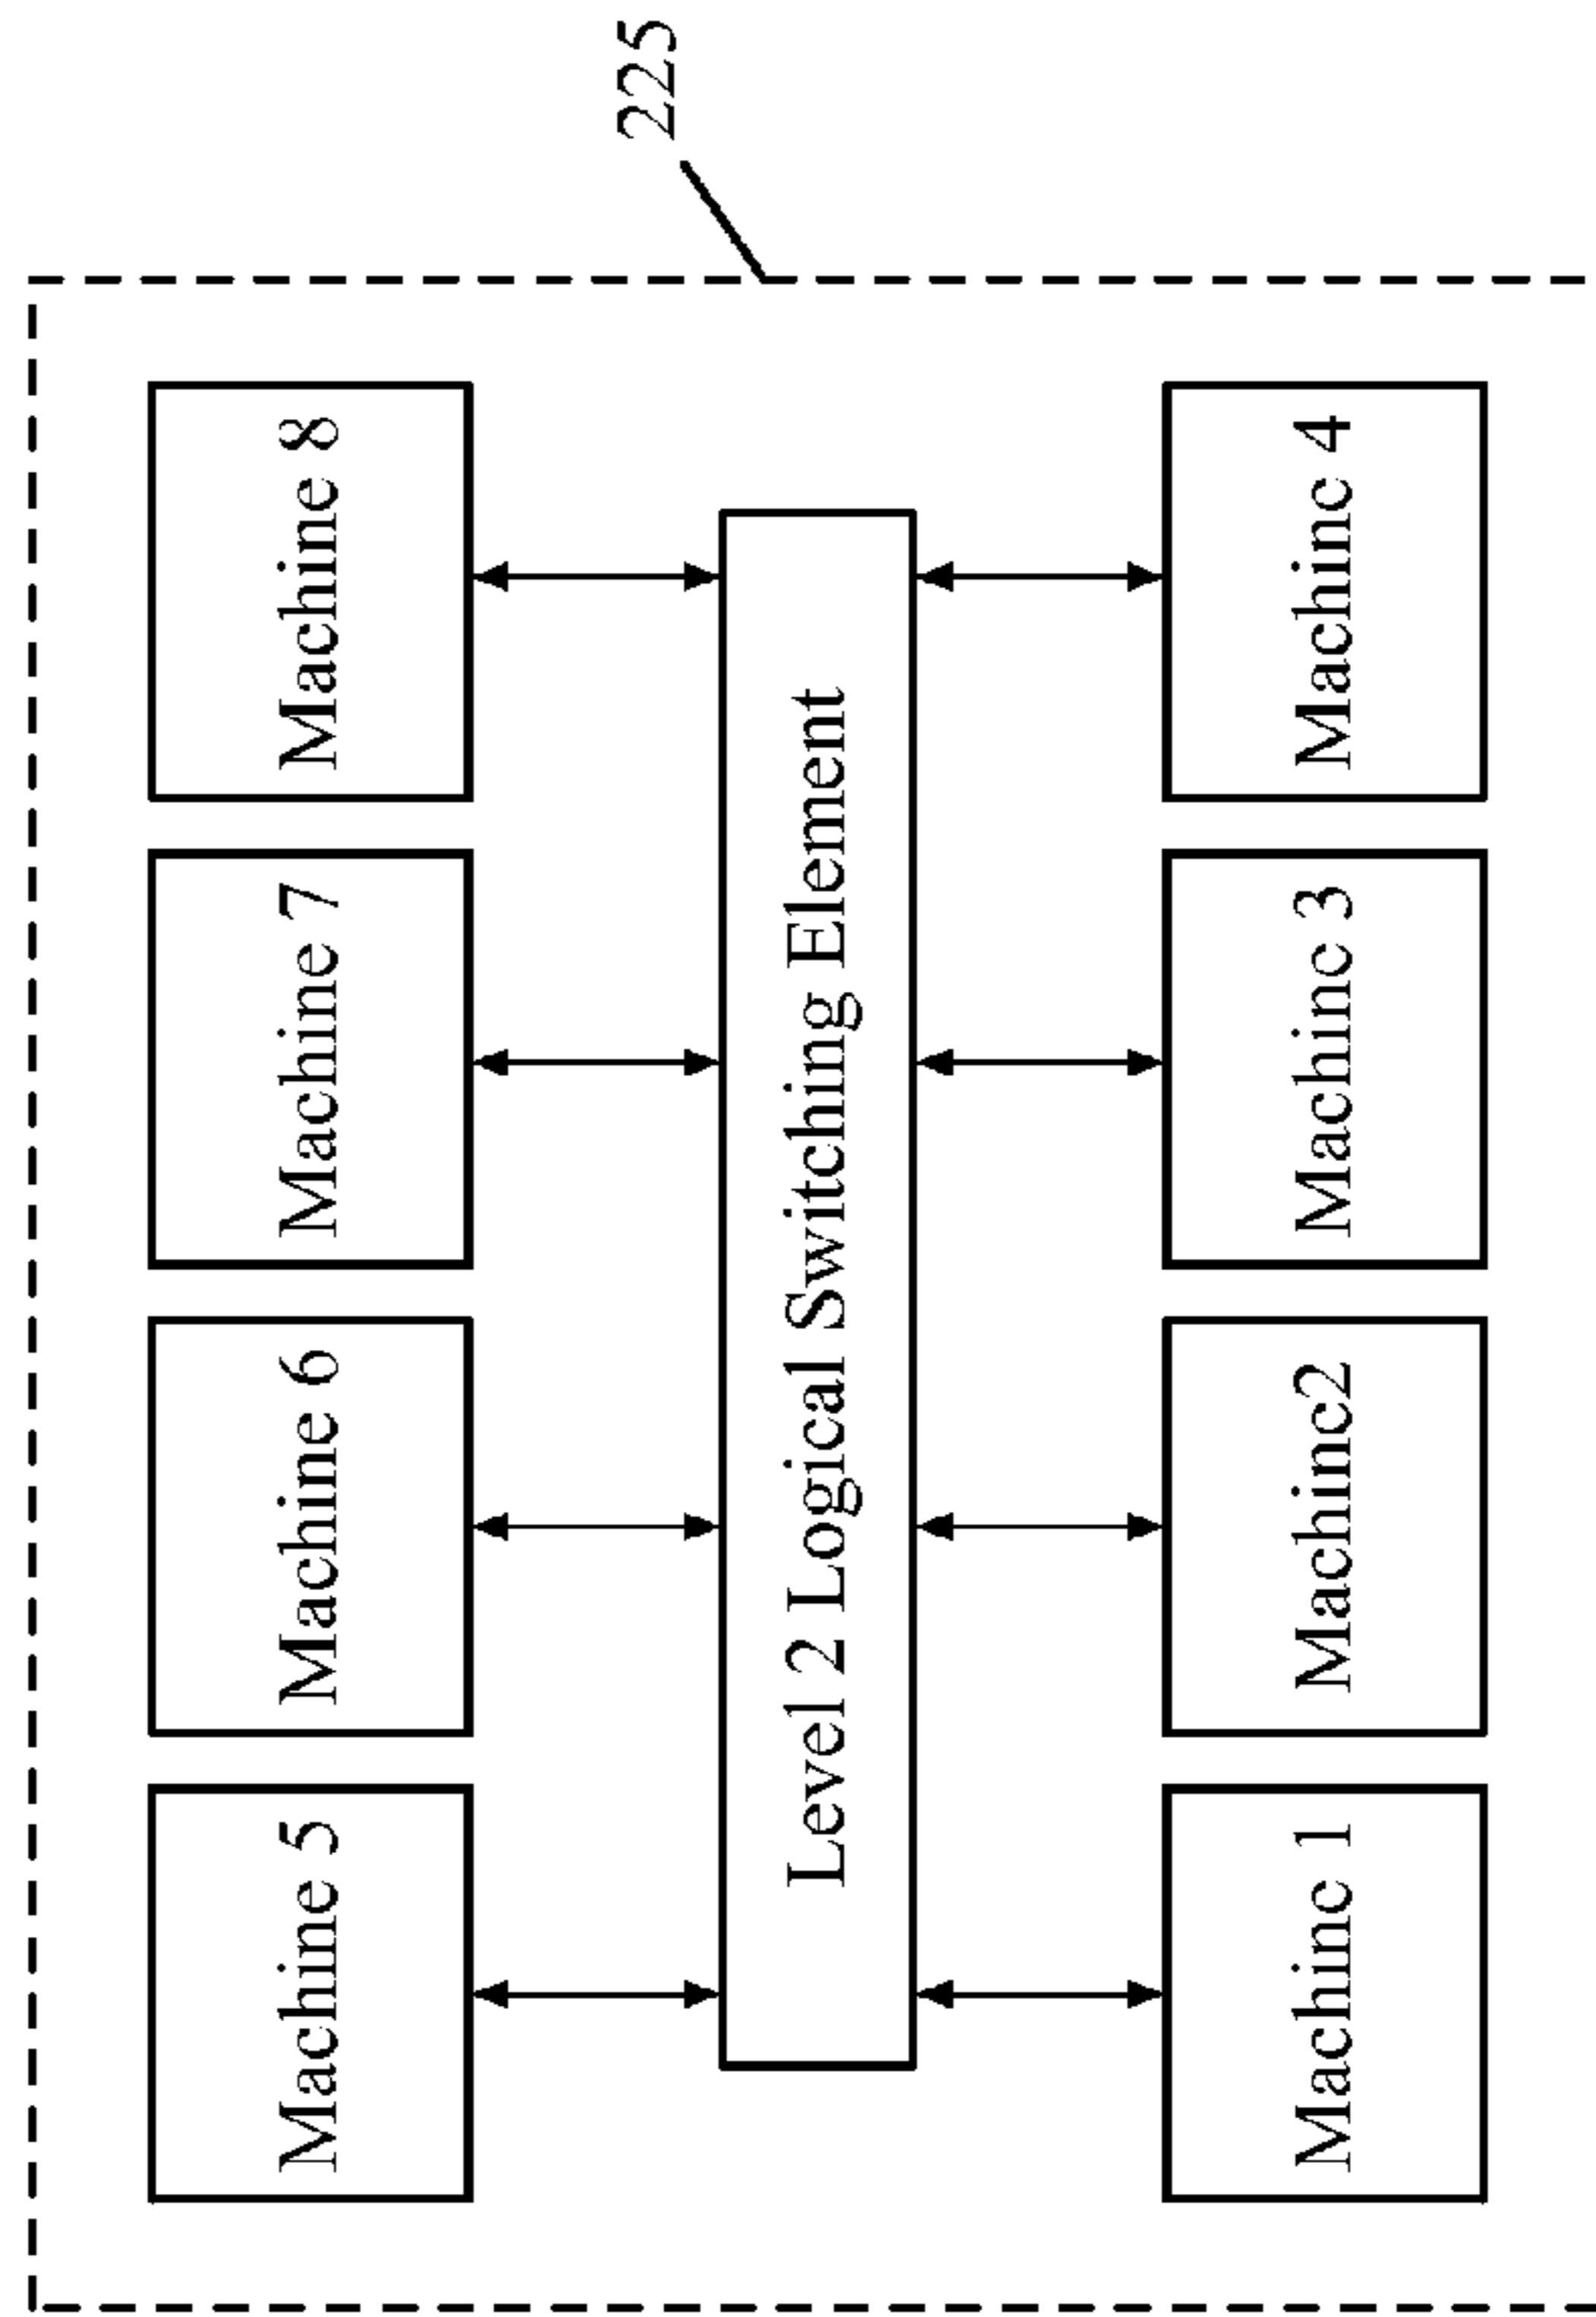 225
Machine 5
Machine 6
Machine 7
Machine 8
Level 2 Logical Switching Element
Machine 1
Machine2
Machine 3
Machine 4